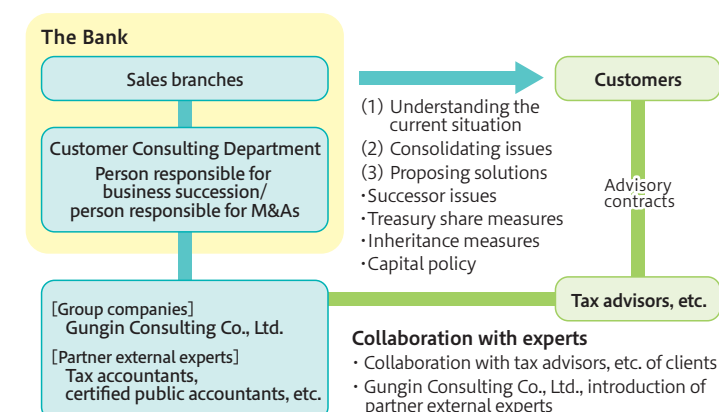 The Bank
Sales branches
Customer Consulting Department
Person responsible for
business succession/
person responsible for M&As
[Group companies]
Gungin Consulting Co., Ltd.
[Partner external experts]
Tax accountants,
certified public accountants, etc.
(1) Understanding the
current situation
(2) Consolidating issues
(3) Proposing solutions
・Successor issues
・Treasury share measures
・Inheritance measures
・Capital policy
Customers
Advisory
contracts
Tax advisors, etc.
Collaboration with experts
・Collaboration with tax advisors, etc. of clients
・Gungin Consulting Co., Ltd., introduction of
partner external experts